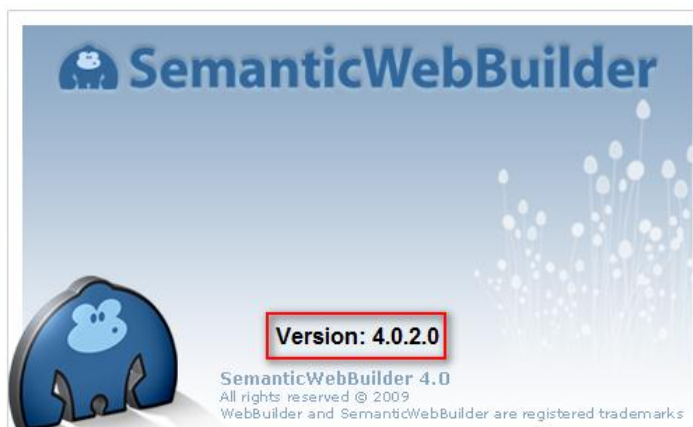 SemanticWebBuilder
Version: 4.0.2.0
SemanticWebBuilder 4.0
All rights reserved © 2009
WebBuilder and SemanticWebBuilder are registered trademarks